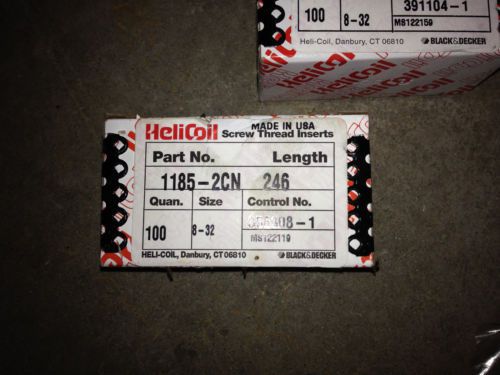 391104-1
100 8-32 MS122159
Heli-Coil, Danbury, CT 06810 BLACK&DECKER
HeliCoil MADE IN USA
Screw Thread Inserts
Part No. Length
1185-2CN 246
Quan. Size Control No.
100 8-32
MS122119
HELI-COIL, Danbury, CT 06810 BLACK&DECKER